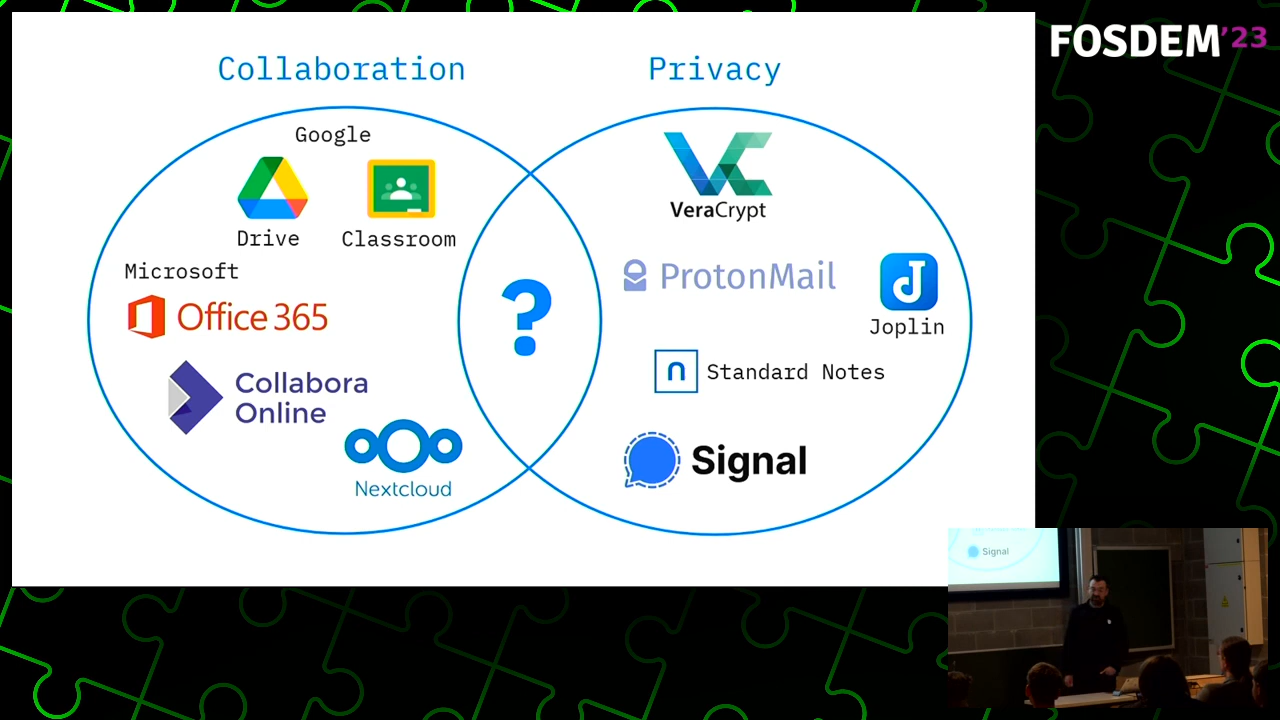 Collaboration
Privacy
FOSDEM'23
Google
Drive
Classroom
Microsoft
Office 365
Collabora
Online
Nextcloud
?
VeraCrypt
ProtonMail
Joplin
Standard Notes
Signal
Signal